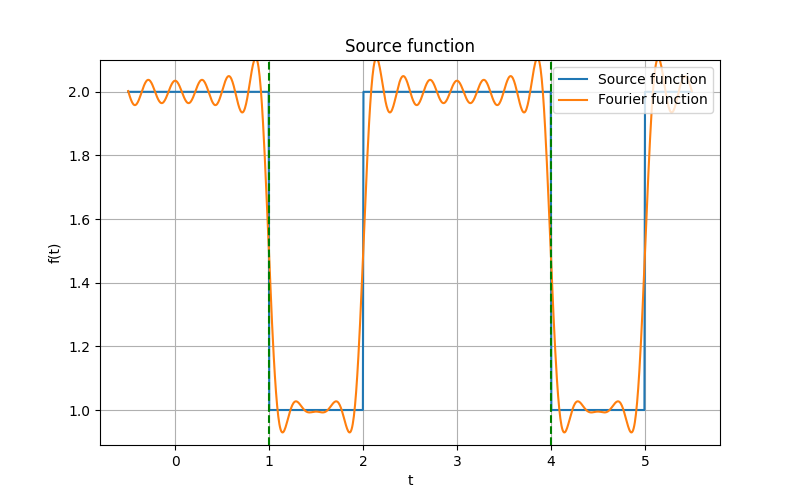 Source function
Source function
Fourier function
f(t)
2.0
1.8
1.6
1.4
1.2
1.0
0 1 2 3 4 5
t